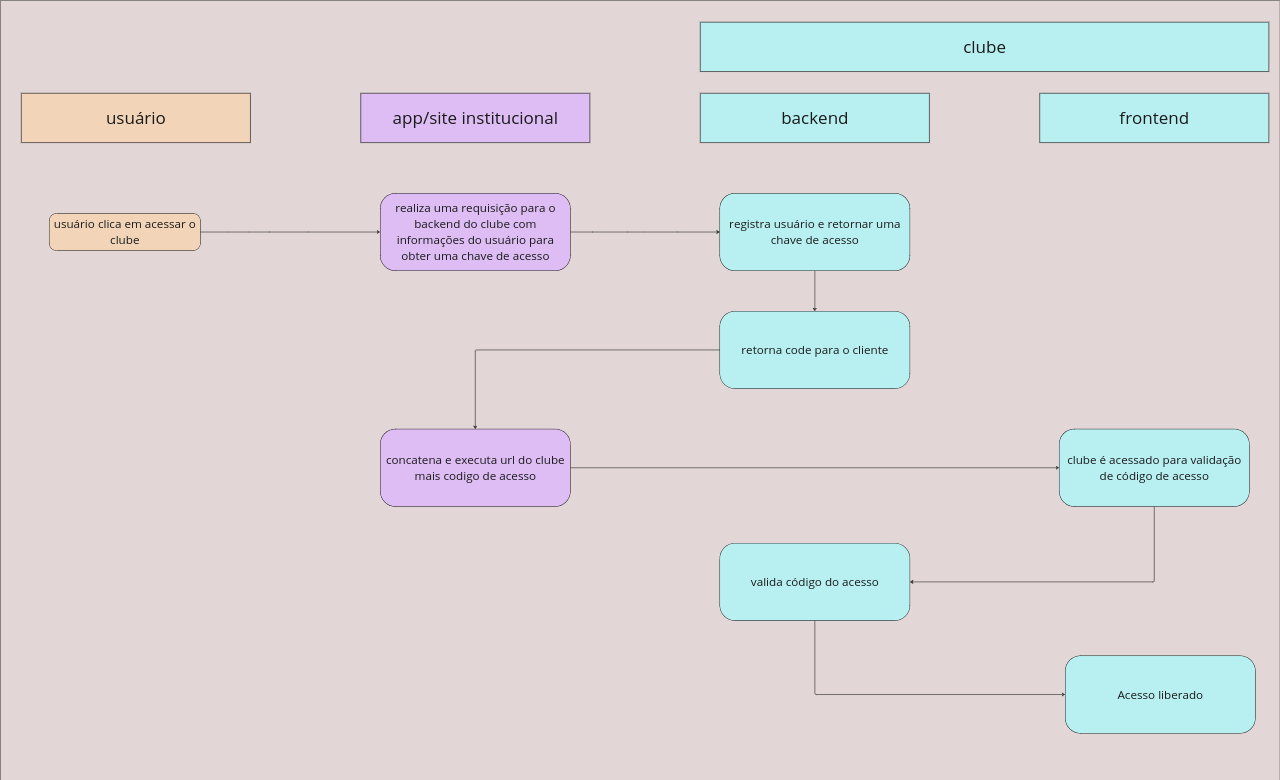 clube
usuário
app/site institucional
backend
frontend
usuário clica em acessar o
clube
realiza uma requisição para o
backend do clube com
informações do usuário para
obter uma chave de acesso
registra usuário e retornar uma
chave de acesso
retorna code para o cliente
concatena e executa url do clube
mais codigo de acesso
clube é acessado para validação
de código de acesso
valida código do acesso
Acesso liberado